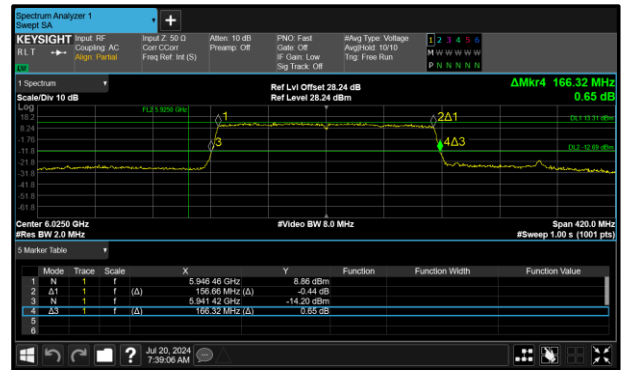 Spectrum Analyzer 1
Swept SA
+
KEYSIGHT Input: RF Input Z: 50 Ω Atten: 10 dB PNO: Fast #Avg Type: Voltage 1 2 3 4 5 6
RLT Coupling: AC Corr CCorr Preamp: Off Gate: Off Avg|Hold: 10/10 M W W W W W
Align: Partial Freq Ref: Int (S) IF Gain: Low Trig: Free Run
Sig Track: Off P N N N N N
LW
1 Spectrum Ref Lvl Offset 28.24 dB ΔMkr4 166.32 MHz
Scale/Div 10 dB Ref Level 28.24 dBm 0.65 dB
Log
FL2 5.9250 GHz
18.2 1 2Δ1 DL1 13.31 dBm
8.24
-1.76 3 4Δ3
-11.8 DL2 -12.69 dBm
-21.8
-31.8
-41.8
-51.8
-61.8
Center 6.0250 GHz #Video BW 8.0 MHz Span 420.0 MHz
#Res BW 2.0 MHz #Sweep 1.00 s (1001 pts)
5 Marker Table
Mode Trace Scale X Y Function Function Width Function Value
1 N 1 f 5.946 46 GHz 8.86 dBm
2 Δ1 1 f (Δ) 156.66 MHz (Δ) -0.44 dB
3 N 1 f 5.941 42 GHz -14.20 dBm
4 Δ3 1 f (Δ) 166.32 MHz (Δ) 0.65 dB
5
6
? Jul 20, 2024
7:39:06 AM